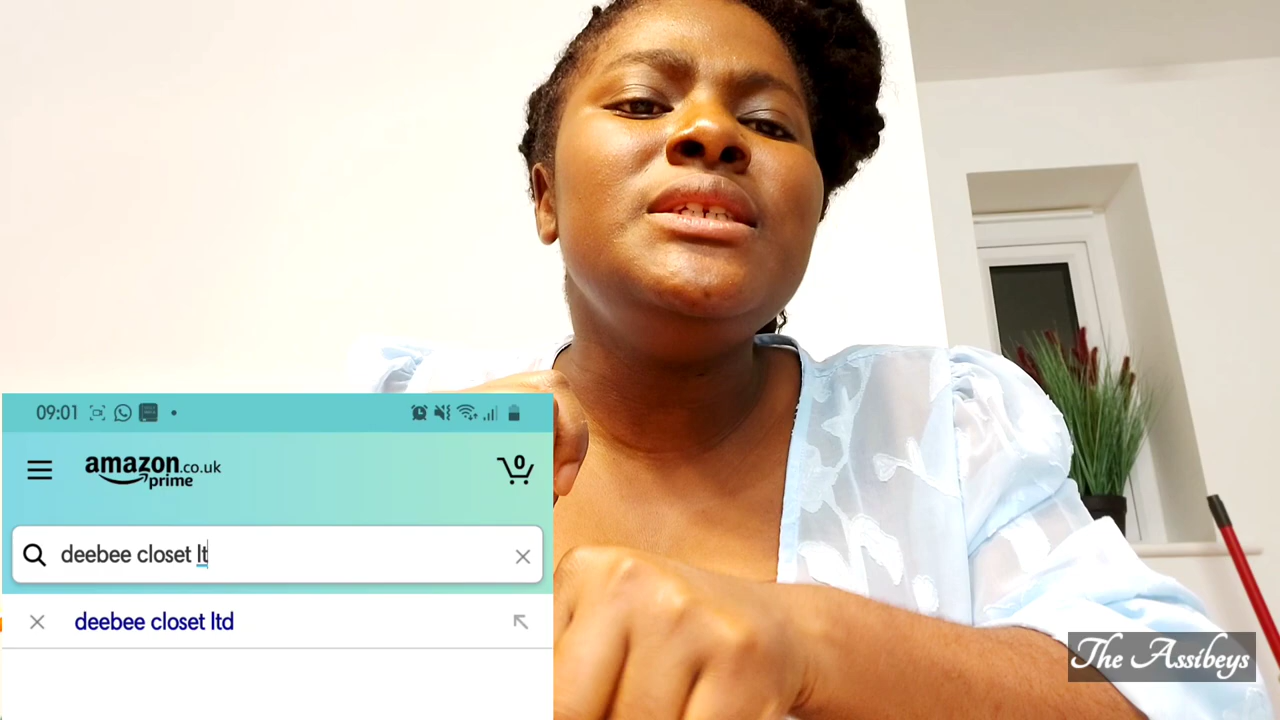 09:01
amazon.co.uk
prime
0
deebee closet lt
deebee closet ltd
The Assibeys